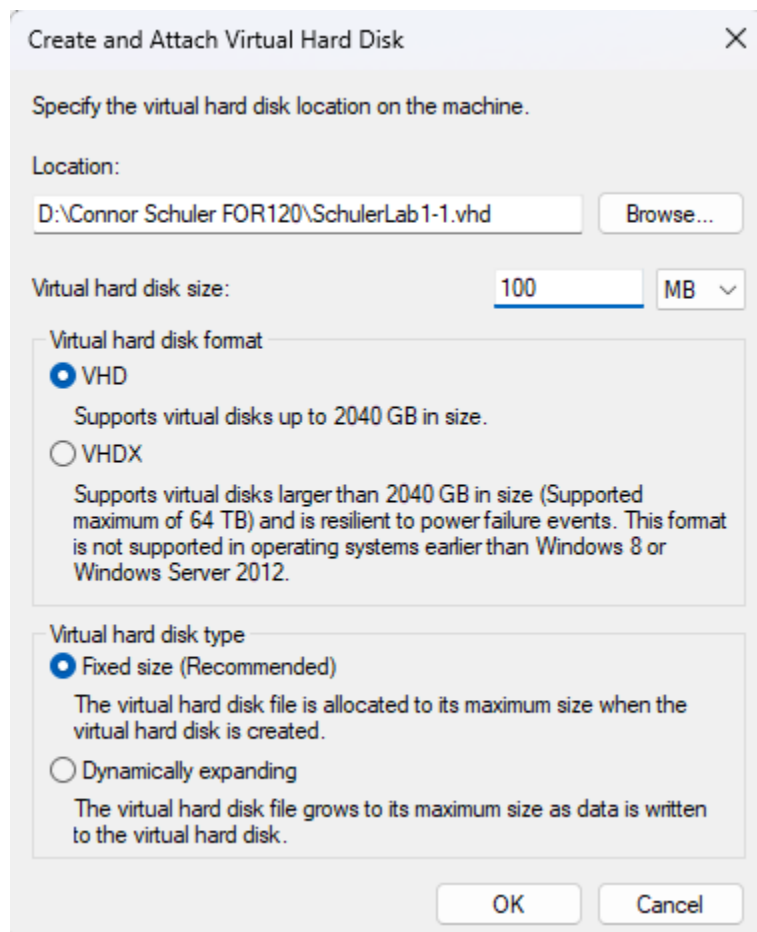 Create and Attach Virtual Hard Disk
Specify the virtual hard disk location on the machine.
Location:
D:\Connor Schuler FOR120\SchulerLab1-1.vhd Browse...
Virtual hard disk size: 100 MB
Virtual hard disk format
VHD
Supports virtual disks up to 2040 GB in size.
VHDX
Supports virtual disks larger than 2040 GB in size (Supported
maximum of 64 TB) and is resilient to power failure events. This format
is not supported in operating systems earlier than Windows 8 or
Windows Server 2012.
Virtual hard disk type
Fixed size (Recommended)
The virtual hard disk file is allocated to its maximum size when the
virtual hard disk is created.
Dynamically expanding
The virtual hard disk file grows to its maximum size as data is written
to the virtual hard disk.
OK Cancel